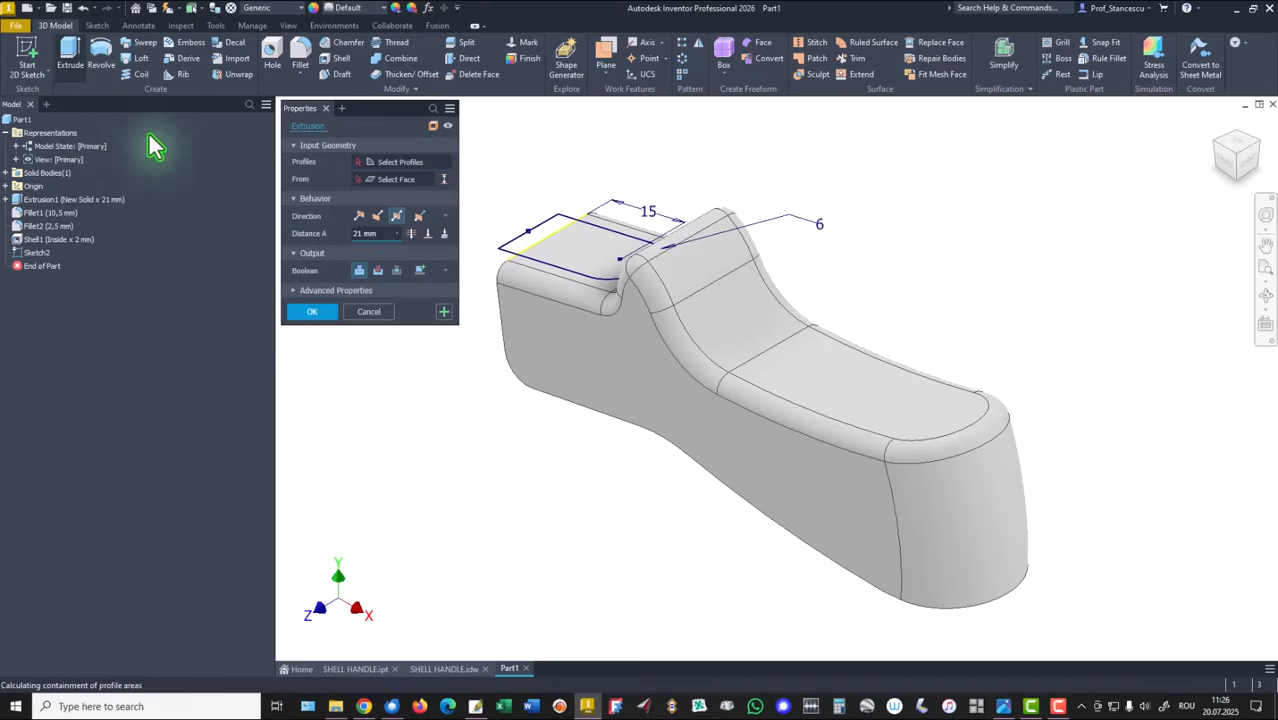 Generic Default Autodesk Inventor Professional 2026 Part1 Search Help & Commands... Prof_Stancescu
File 3D Model Sketch Annotate Inspect Tools Manage View Environments Collaborate Fusion
Sweep Emboss Decal Chamfer Thread Split Mark Axis Face Stitch Ruled Surface Replace Face Grill Snap Fit
Start 2D Sketch Extrude Revolve Loft Derive Import Hole Fillet Shell Combine Direct Finish Shape Generator Plane Point Box Convert Patch Trim Repair Bodies Simplify Boss Rule Fillet Stress Analysis Convert to Sheet Metal
Coil Rib Unwrap Draft Thicken/ Offset Delete Face UCS Sculpt Extend Fit Mesh Face Rest Lip
Sketch Create Modify Explore Work Features Pattern Create Freeform Surface Simplification Plastic Part Simulation Convert
Model
Part1
Representations
Model State: [Primary]
View: [Primary]
Solid Bodies(1)
Origin
Extrusion1 (New Solid x 21 mm)
Fillet1 (10,5 mm)
Fillet2 (2,5 mm)
Shell1 (Inside x 2 mm)
Sketch2
End of Part
Properties
Extrusion
Input Geometry
Profiles Select Profiles
From Select Face
Behavior
Direction
Distance A 21 mm
Output
Boolean
Advanced Properties
OK Cancel
15
6
Y
Z X
Home SHELL HANDLE.ipt SHELL HANDLE.idw Part1
Calculating containment of profile areas 1 3
Type here to search ROU 11:26
20.07.2025